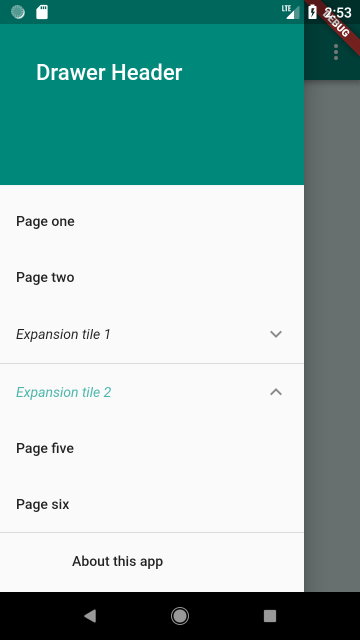 LTE 2:53
DEBUG
Drawer Header
Page one
Page two
Expansion tile 1
Expansion tile 2
Page five
Page six
About this app